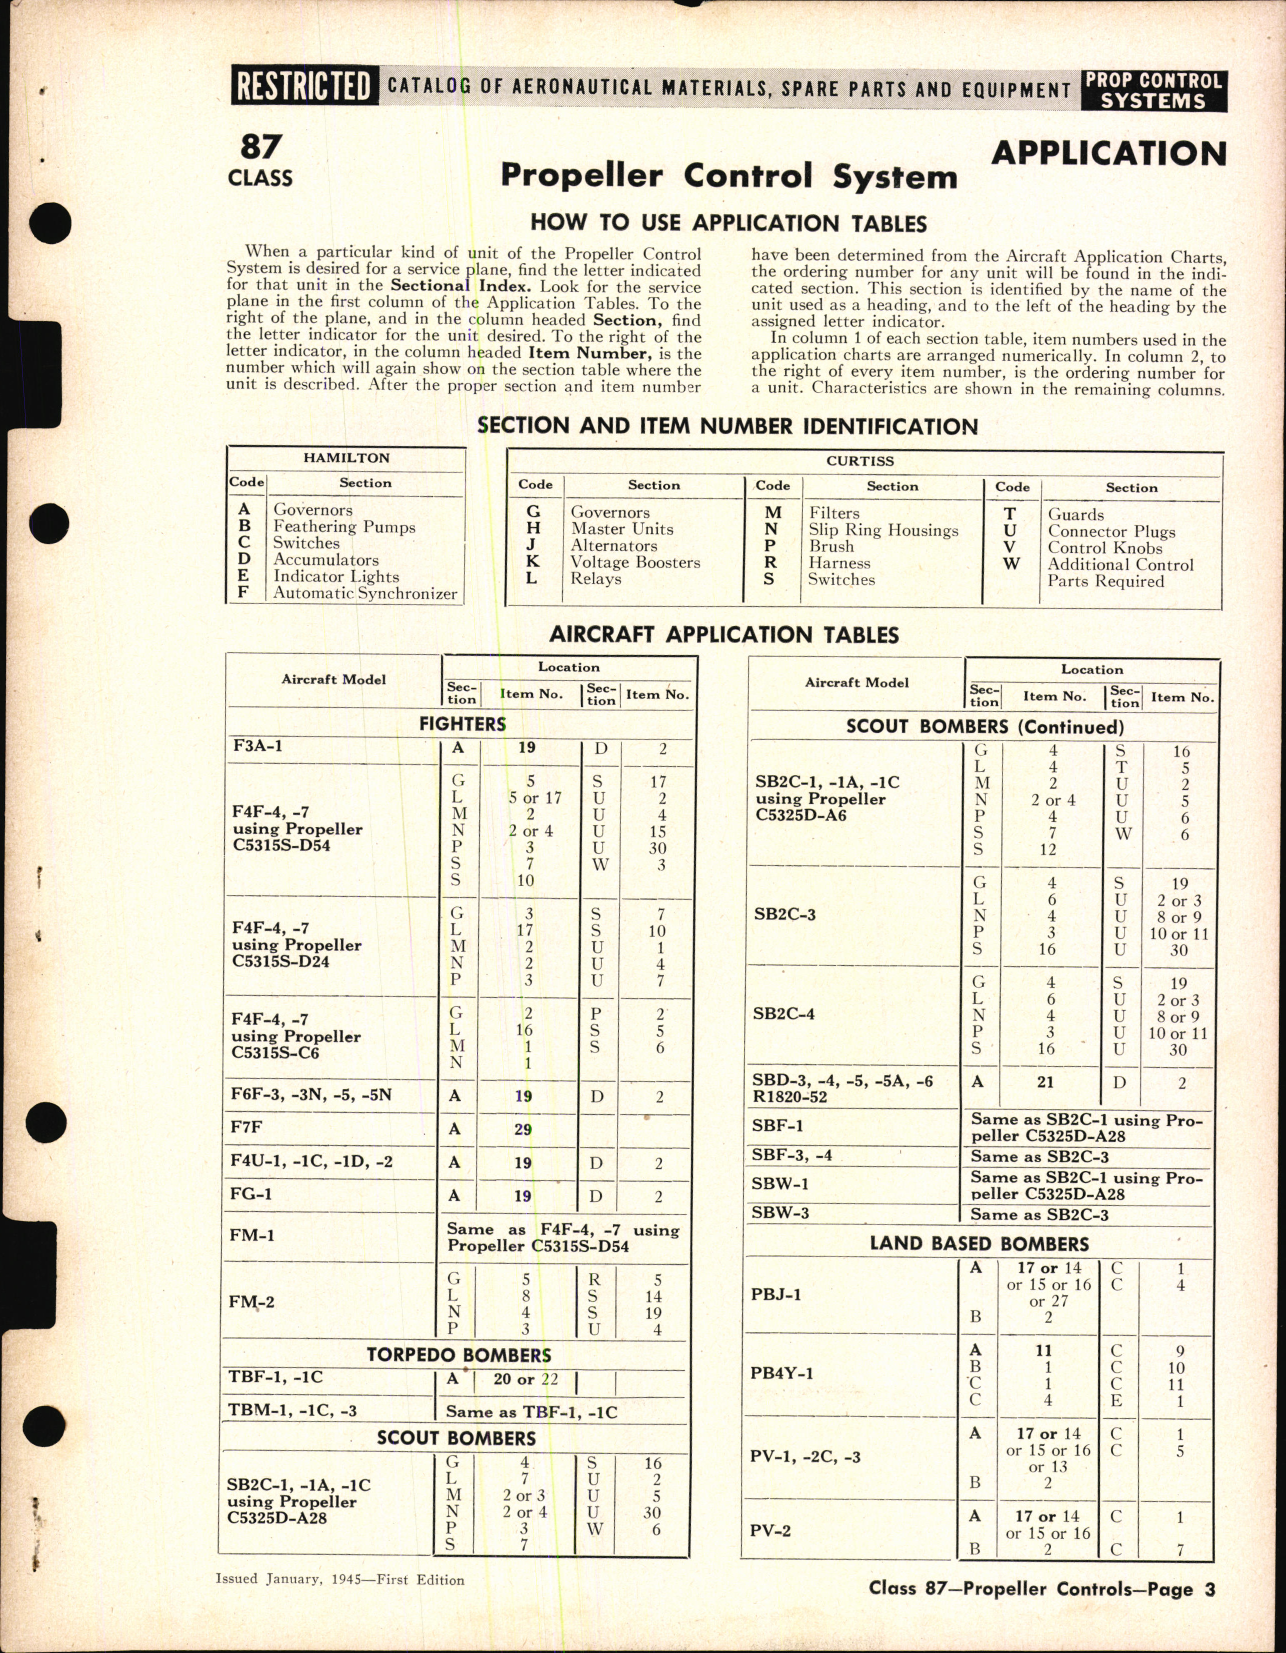 RESTRICTED CATALOG OF AERONAUTICAL MATERIALS, SPARE PARTS AND EQUIPMENT PROP CONTROL SYSTEMS
87
CLASS
APPLICATION
Propeller Control System
HOW TO USE APPLICATION TABLES
When a particular kind of unit of the Propeller Control
System is desired for a service plane, find the letter indicated
for that unit in the Sectional Index. Look for the service
plane in the first column of the Application Tables. To the
right of the plane, and in the column headed Section, find
the letter indicator for the unit desired. To the right of the
letter indicator, in the column headed Item Number, is the
number which will again show on the section table where the
unit is described. After the proper section and item number
have been determined from the Aircraft Application Charts,
the ordering number for any unit will be found in the indi-
cated section. This section is identified by the name of the
unit used as a heading, and to the left of the heading by the
assigned letter indicator.
In column 1 of each section table, item numbers used in the
application charts are arranged numerically. In column 2, to
the right of every item number, is the ordering number for
a unit. Characteristics are shown in the remaining columns.
SECTION AND ITEM NUMBER IDENTIFICATION
HAMILTON
Code Section
A Governors
B Feathering Pumps
C Switches
D Accumulators
E Indicator Lights
F Automatic Synchronizer
CURTISS
Code Section Code Section Code Section
G Governors M Filters T Guards
H Master Units N Slip Ring Housings U Connector Plugs
J Alternators P Brush V Control Knobs
K Voltage Boosters R Harness W Additional Control
L Relays S Switches Parts Required
AIRCRAFT APPLICATION TABLES
Aircraft Model Location
Sec-tion Item No. Sec-tion Item No.
FIGHTERS
F3A-1 A 19 D 2
F4F-4, -7
using Propeller
C5315S-D54
G 5 S 17
L 5 or 17 U 2
M 2 U 4
N 2 or 4 U 15
P 3 U 30
S 7 W 3
S 10
F4F-4, -7
using Propeller
C5315S-D24
G 3 S 7
L 17 S 10
M 2 U 1
N 2 U 4
P 3 U 7
F4F-4, -7
using Propeller
C5315S-C6
G 2 P 2
L 16 S 5
M 1 S 6
N 1
F6F-3, -3N, -5, -5N A 19 D 2
F7F A 29
F4U-1, -1C, -1D, -2 A 19 D 2
FG-1 A 19 D 2
FM-1 Same as F4F-4, -7 using
Propeller C5315S-D54
FM-2
G 5 R 5
L 8 S 14
N 4 S 19
P 3 U 4
TORPEDO BOMBERS
TBF-1, -1C A 20 or 22
TBM-1, -1C, -3 Same as TBF-1, -1C
SCOUT BOMBERS
SB2C-1, -1A, -1C
using Propeller
C5325D-A28
G 4 S 16
L 7 U 2
M 2 or 3 U 5
N 2 or 4 U 30
P 3 W 6
S 7
Aircraft Model Location
Sec-tion Item No. Sec-tion Item No.
SCOUT BOMBERS (Continued)
SB2C-1, -1A, -1C
using Propeller
C5325D-A6
G 4 S 16
L 4 T 5
M 2 U 2
N 2 or 4 U 5
P 4 U 6
S 7 W 6
S 12
SB2C-3
G 4 S 19
L 6 U 2 or 3
N 4 U 8 or 9
P 3 U 10 or 11
S 16 U 30
SB2C-4
G 4 S 19
L 6 U 2 or 3
N 4 U 8 or 9
P 3 U 10 or 11
S 16 U 30
SBD-3, -4, -5, -5A, -6 A 21 D 2
R1820-52
SBF-1 Same as SB2C-1 using Pro-
peller C5325D-A28
SBF-3, -4 Same as SB2C-3
SBW-1 Same as SB2C-1 using Pro-
peller C5325D-A28
SBW-3 Same as SB2C-3
LAND BASED BOMBERS
PBJ-1
A 17 or 14 C 1
or 15 or 16 C 4
or 27
B 2
PB4Y-1
A 11 C 9
B 1 C 10
C 1 C 11
C 4 E 1
PV-1, -2C, -3
A 17 or 14 C 1
or 15 or 16 C 5
or 13
B 2
PV-2
A 17 or 14 C 1
or 15 or 16
B 2 C 7
Issued January, 1945—First Edition
Class 87—Propeller Controls—Page 3